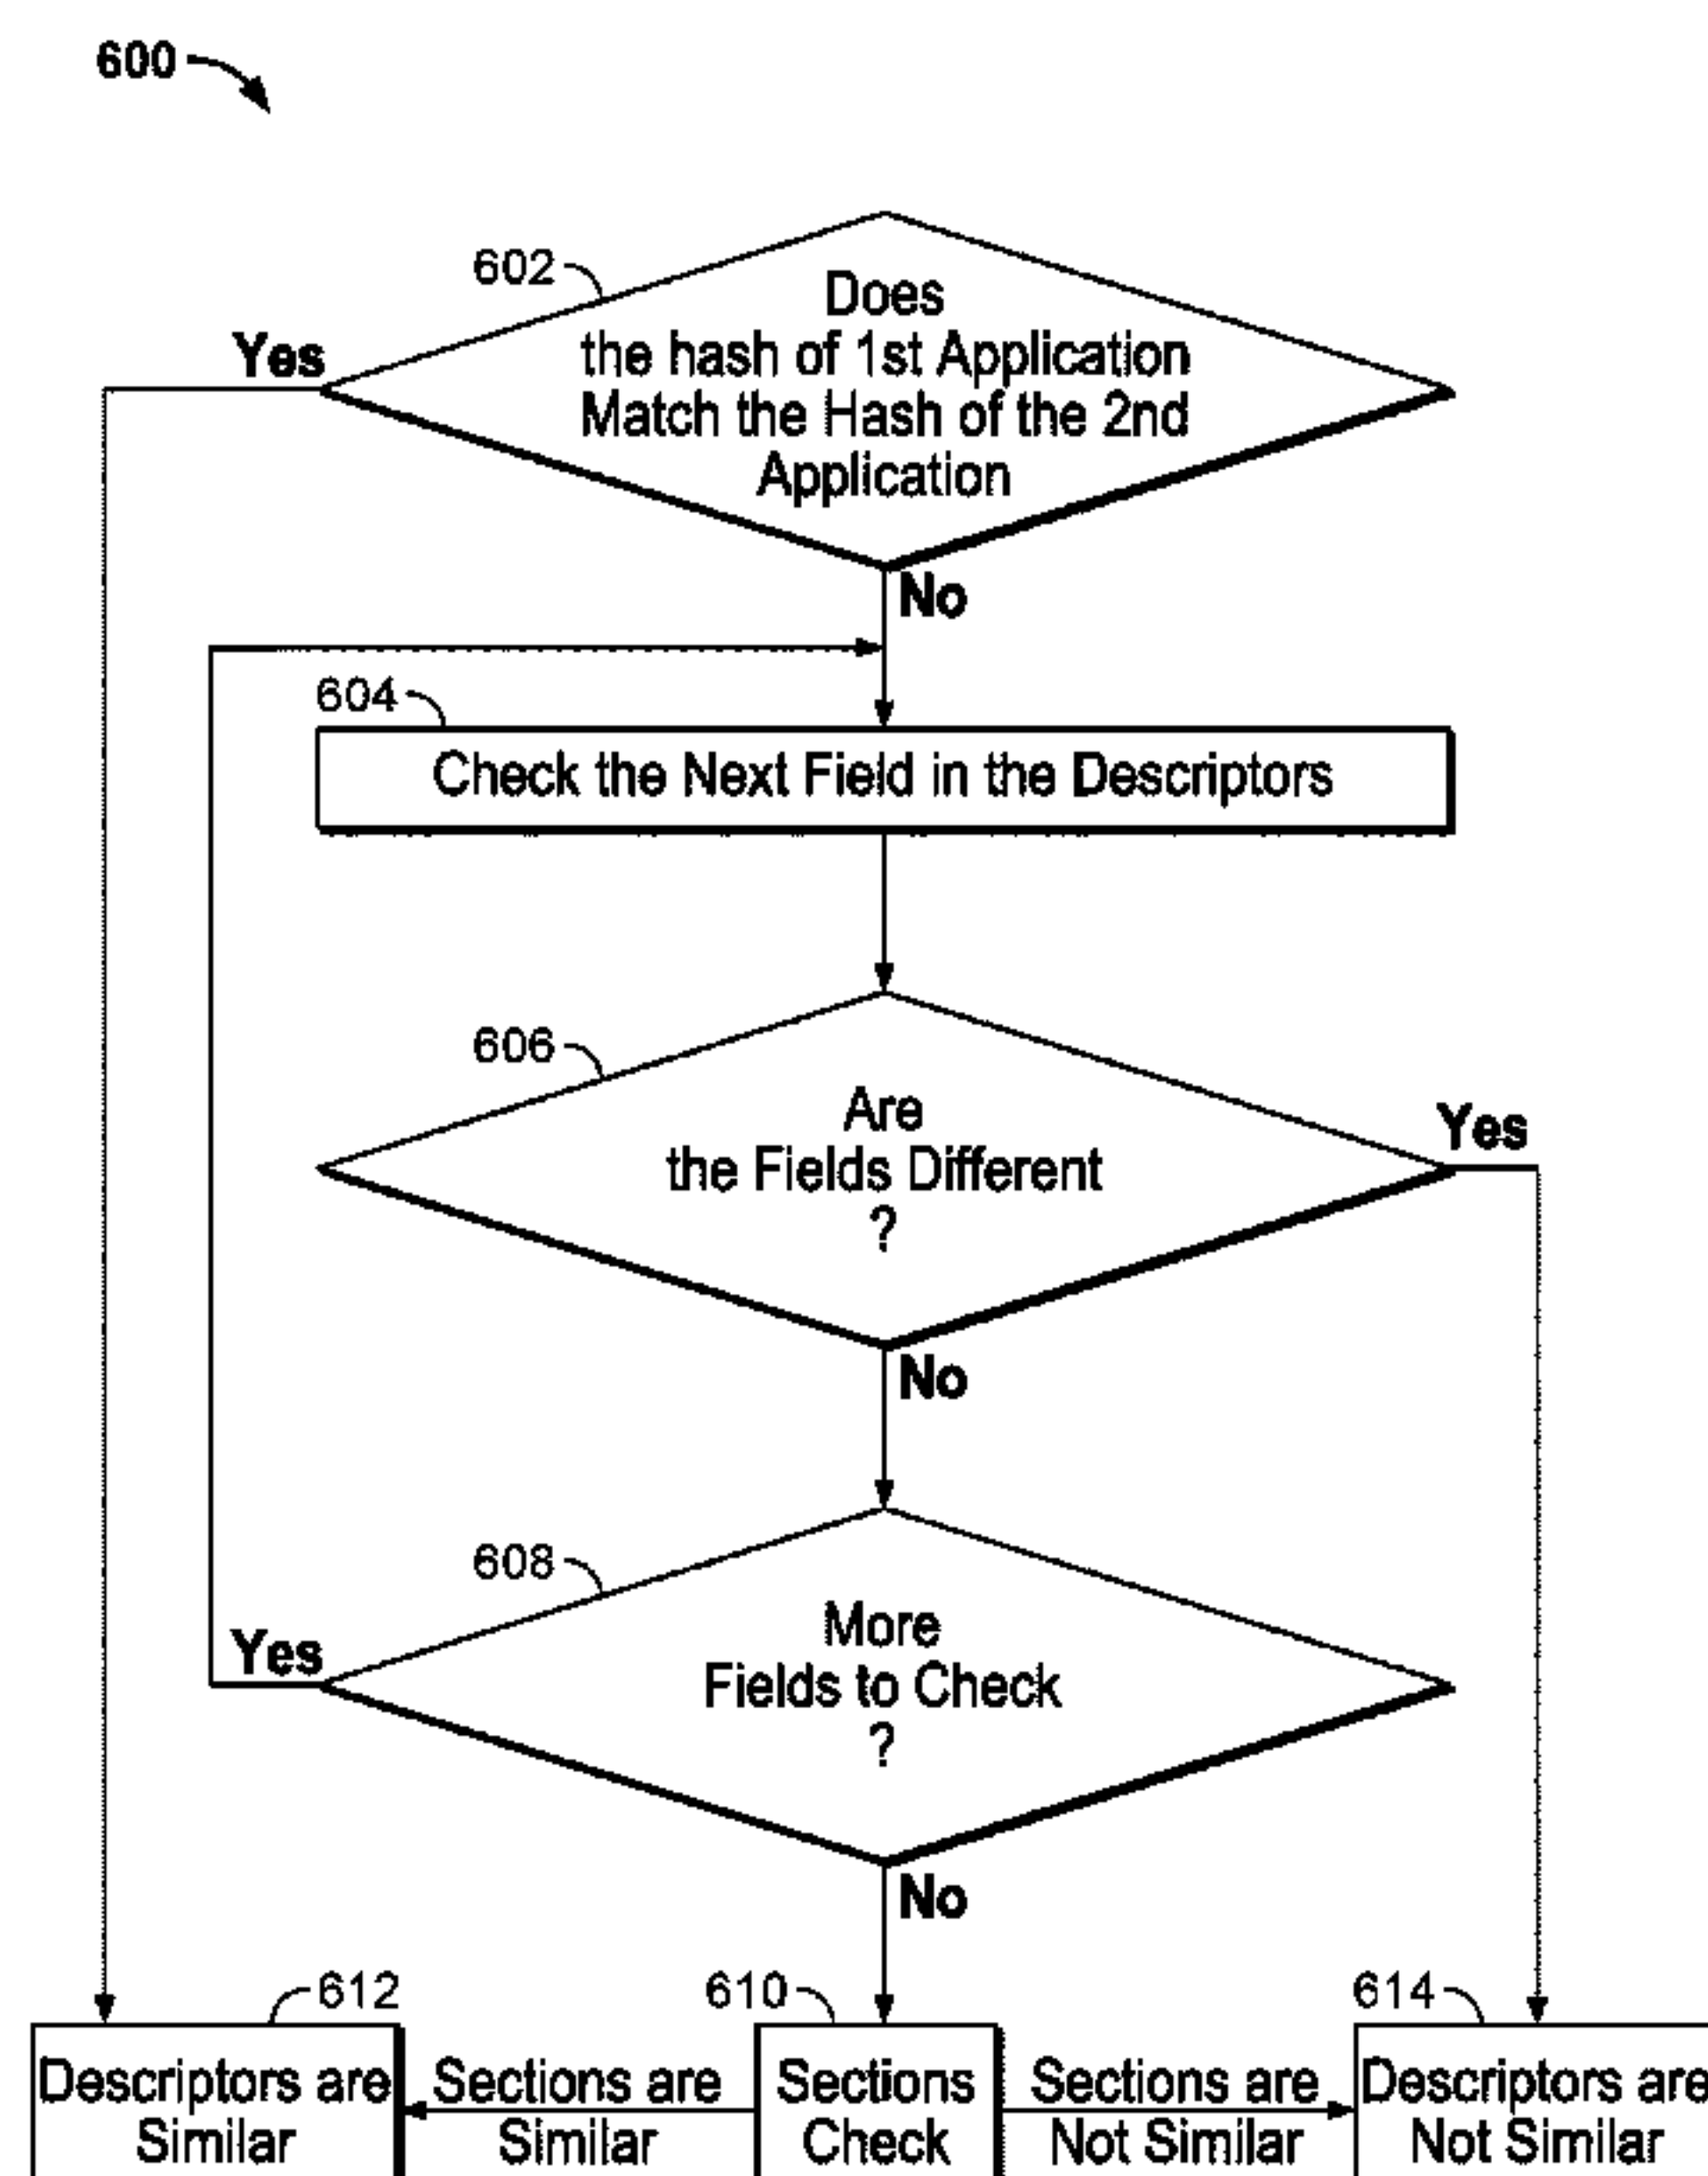 600
602
Does
the hash of 1st Application
Match the Hash of the 2nd
Application
Yes
No
604
Check the Next Field in the Descriptors
606
Are
the Fields Different
?
Yes
No
608
More
Fields to Check
?
Yes
No
612
610
614
Descriptors are
Similar
Sections are
Similar
Sections
Check
Sections are
Not Similar
Descriptors are
Not Similar